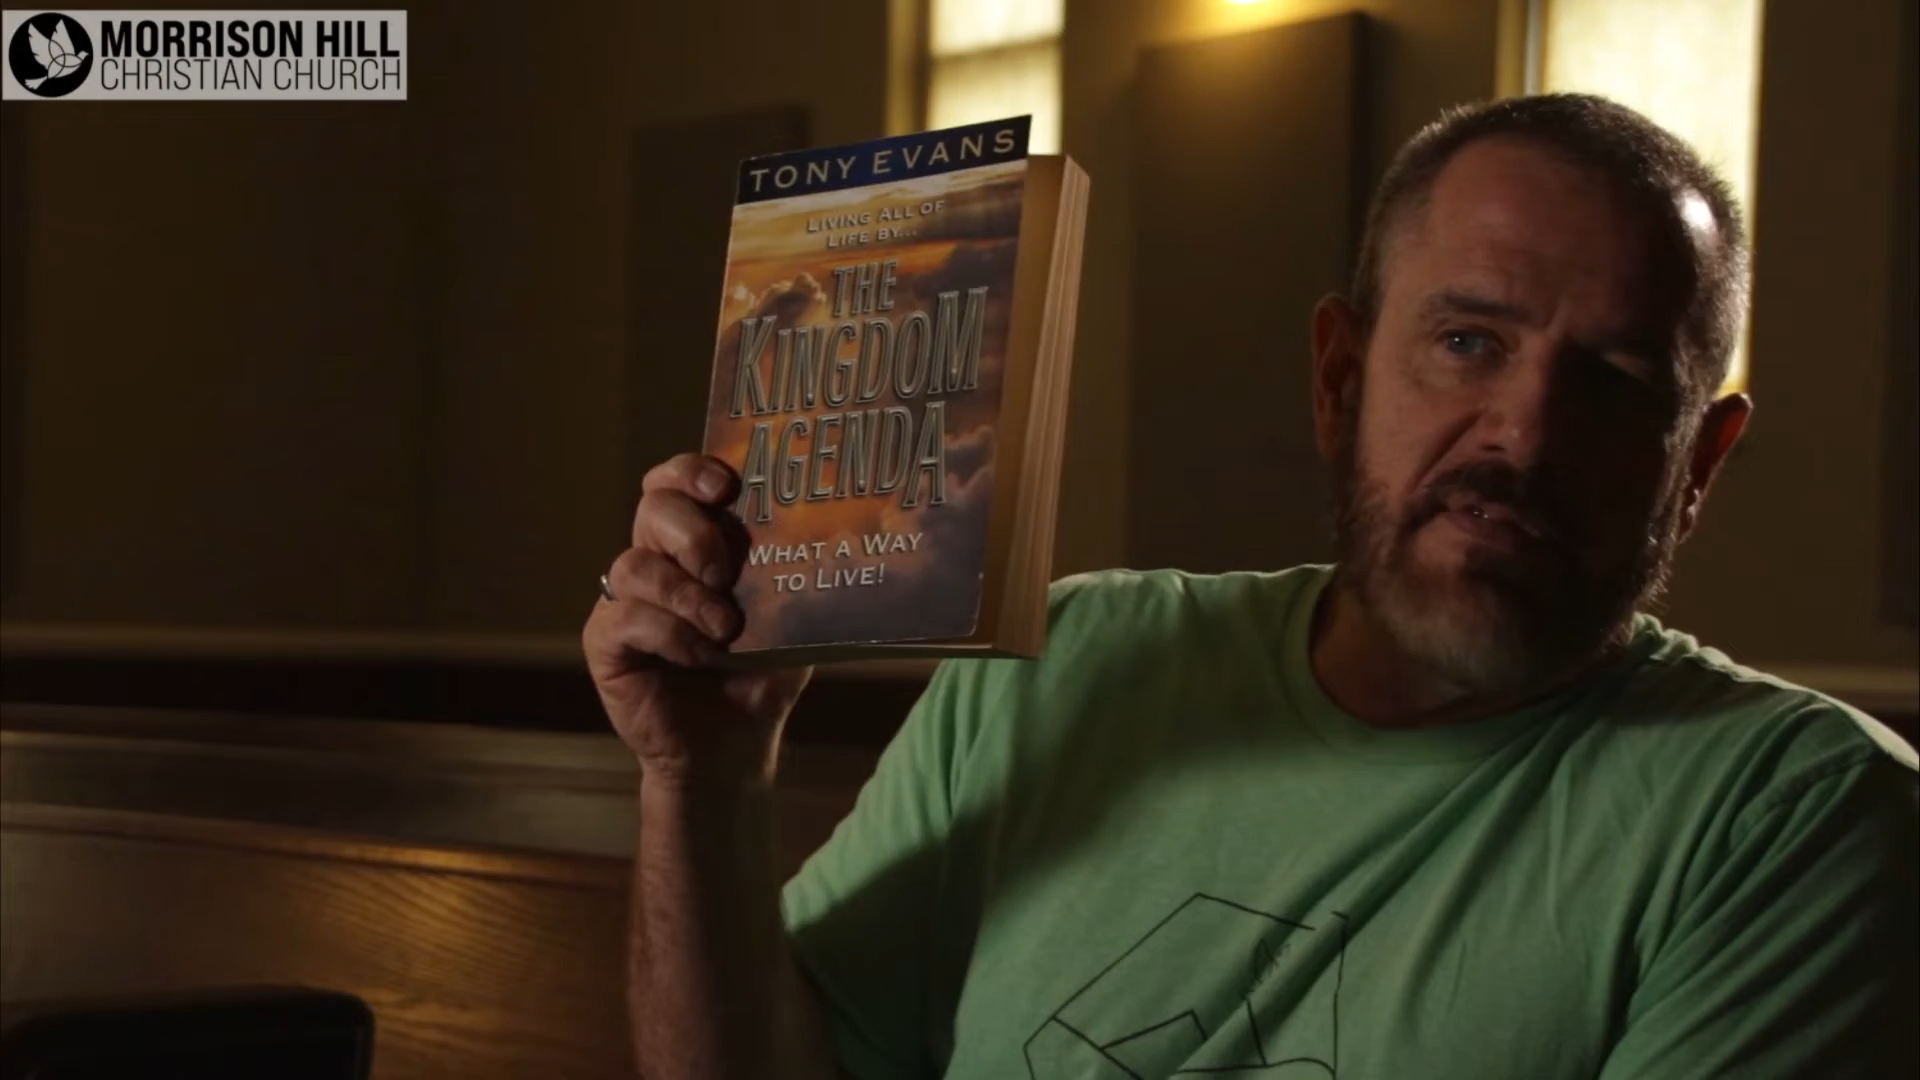 MORRISON HILL
CHRISTIAN CHURCH
TONY EVANS
LIVING ALL OF
LIFE BY...
THE
KINGDOM
AGENDA
WHAT A WAY
TO LIVE!